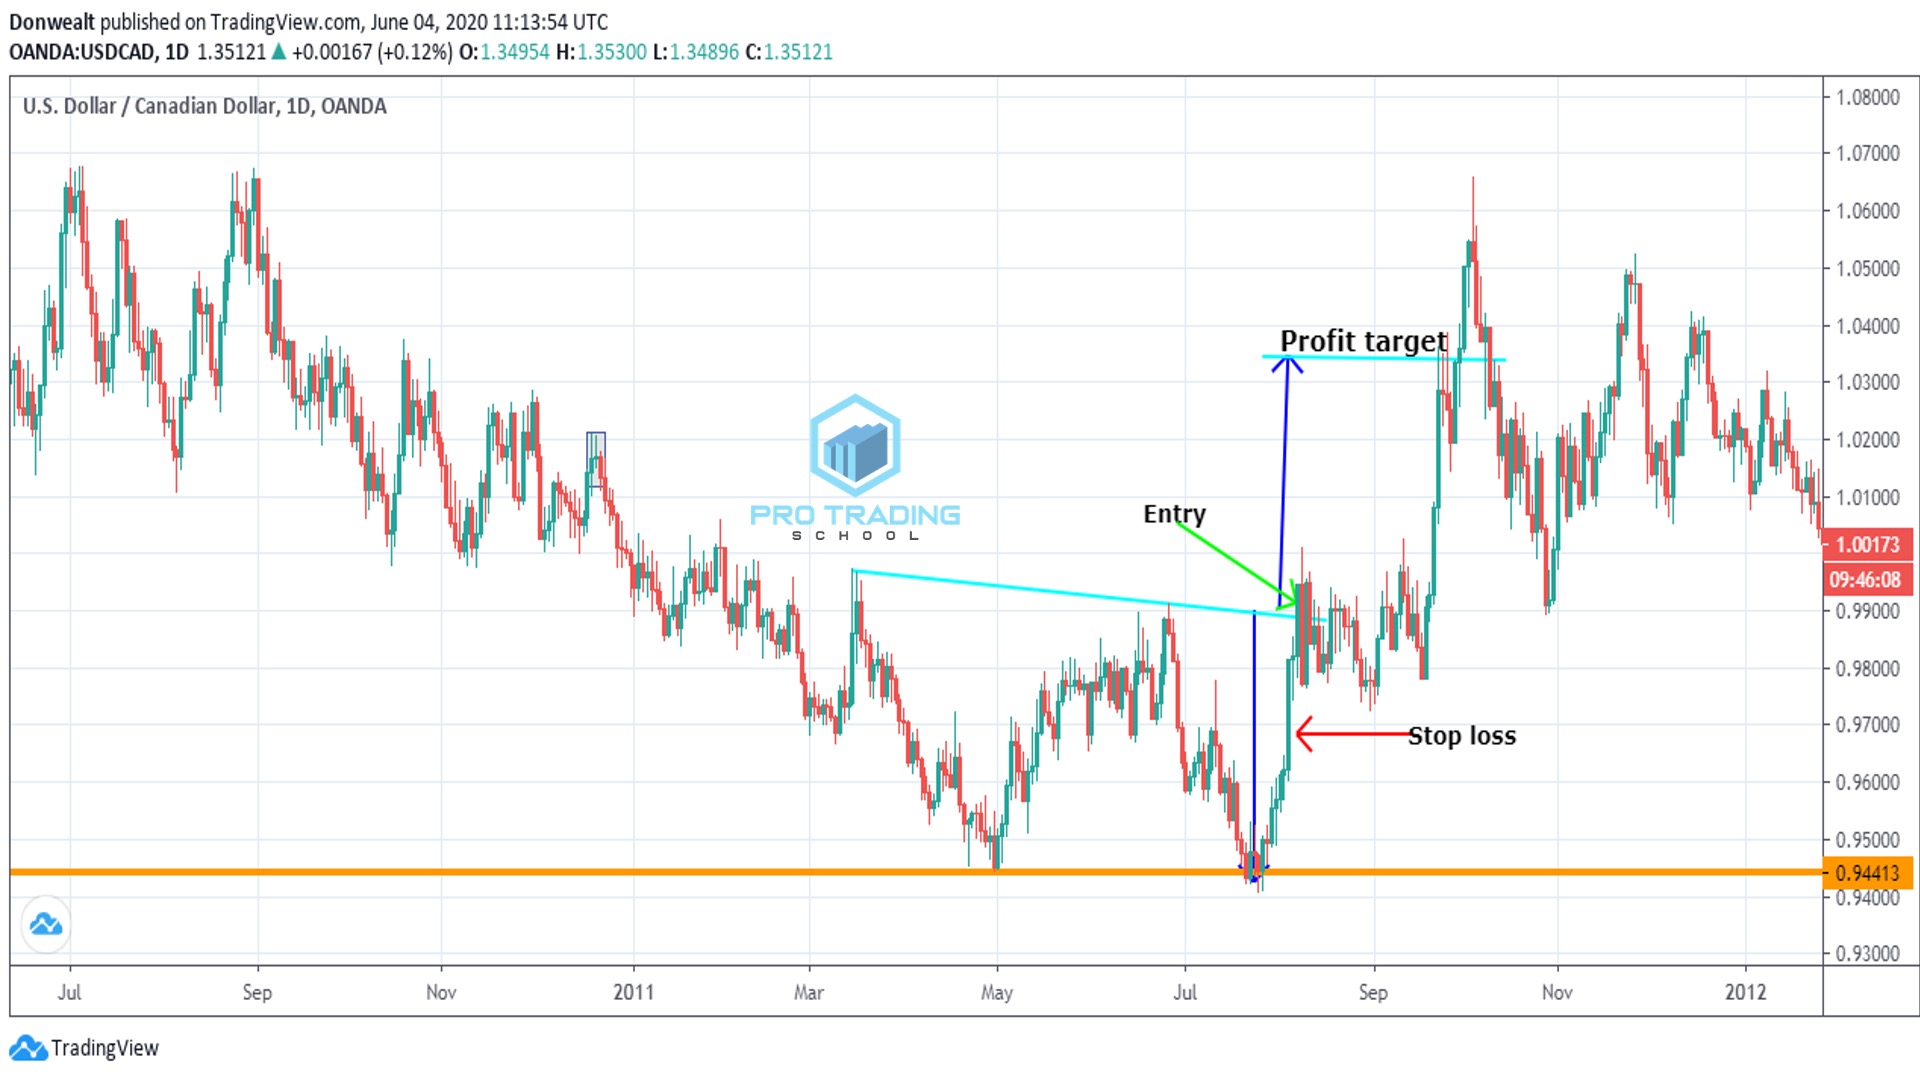 Donwealt published on TradingView.com, June 04, 2020 11:13:54 UTC
OANDA:USDCAD, 1D 1.35121 ▲ +0.00167 (+0.12%) O:1.34954 H:1.35300 L:1.34896 C:1.35121
U.S. Dollar / Canadian Dollar, 1D, OANDA
1.08000
1.07000
1.06000
1.05000
1.04000
Profit target
1.03000
1.02000
1.01000
PRO TRADING
SCHOOL
Entry
1.00173
09:46:08
0.99000
0.98000
0.97000
Stop loss
0.96000
0.95000
0.94413
0.94000
0.93000
Jul Sep Nov 2011 Mar May Jul Sep Nov 2012
TradingView